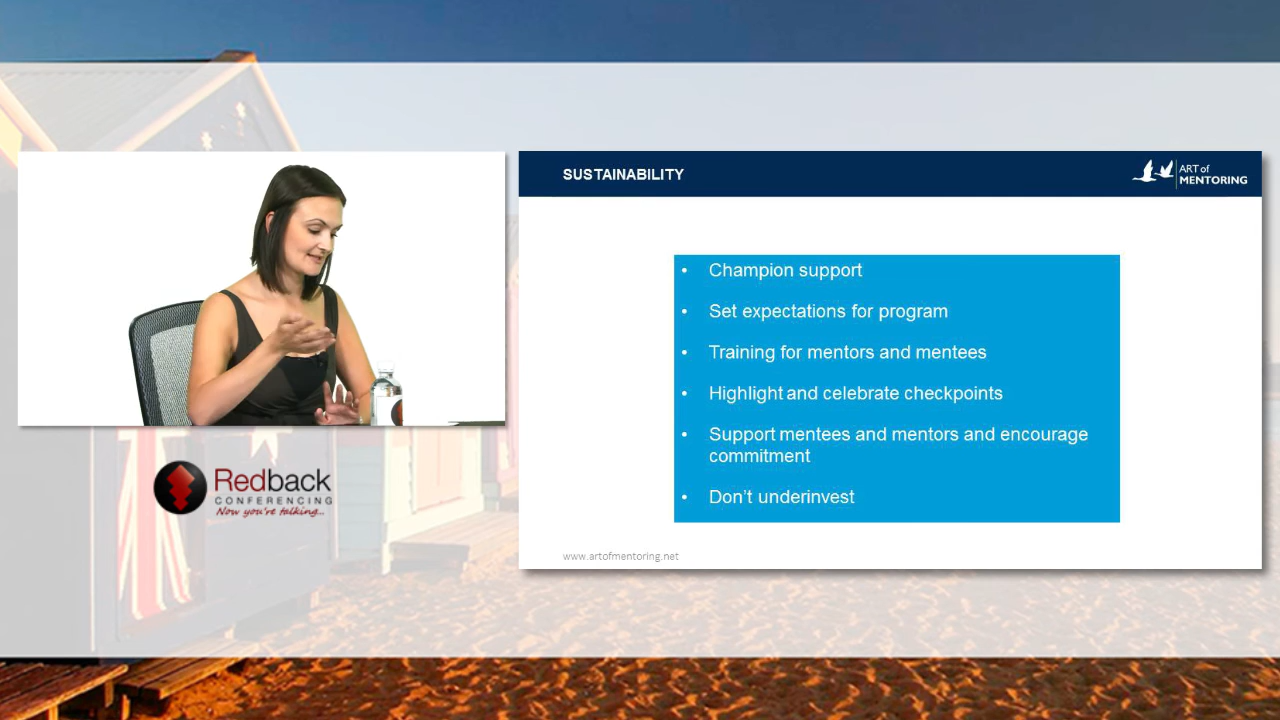 SUSTAINABILITY
ART of
MENTORING
• Champion support
• Set expectations for program
• Training for mentors and mentees
• Highlight and celebrate checkpoints
• Support mentees and mentors and encourage
commitment
• Don’t underinvest
www.artofmentoring.net
Redback
CONFERENCING
Now you're talking...